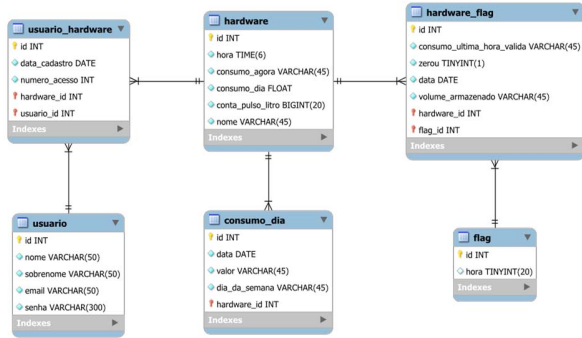 usuario_hardware
id INT
data_cadastro DATE
numero_acesso INT
hardware_id INT
usuario_id INT
Indexes
hardware
id INT
hora TIME(6)
consumo_agora VARCHAR(45)
consumo_dia FLOAT
conta_pulso_litro BIGINT(20)
nome VARCHAR(45)
Indexes
hardware_flag
id INT
consumo_ultima_hora_valida VARCHAR(45)
zerou TINYINT(1)
data DATE
volume_armazenado VARCHAR(45)
hardware_id INT
flag_id INT
Indexes
usuario
id INT
nome VARCHAR(50)
sobrenome VARCHAR(50)
email VARCHAR(50)
senha VARCHAR(300)
Indexes
consumo_dia
id INT
data DATE
valor VARCHAR(45)
dia_da_semana VARCHAR(45)
hardware_id INT
Indexes
flag
id INT
hora TINYINT(20)
Indexes